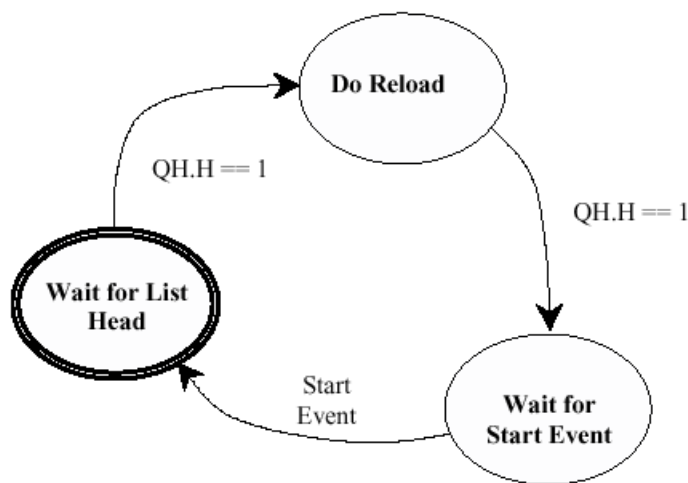 Do Reload
QH.H == 1
QH.H == 1
Wait for List
Head
Start
Event
Wait for
Start Event